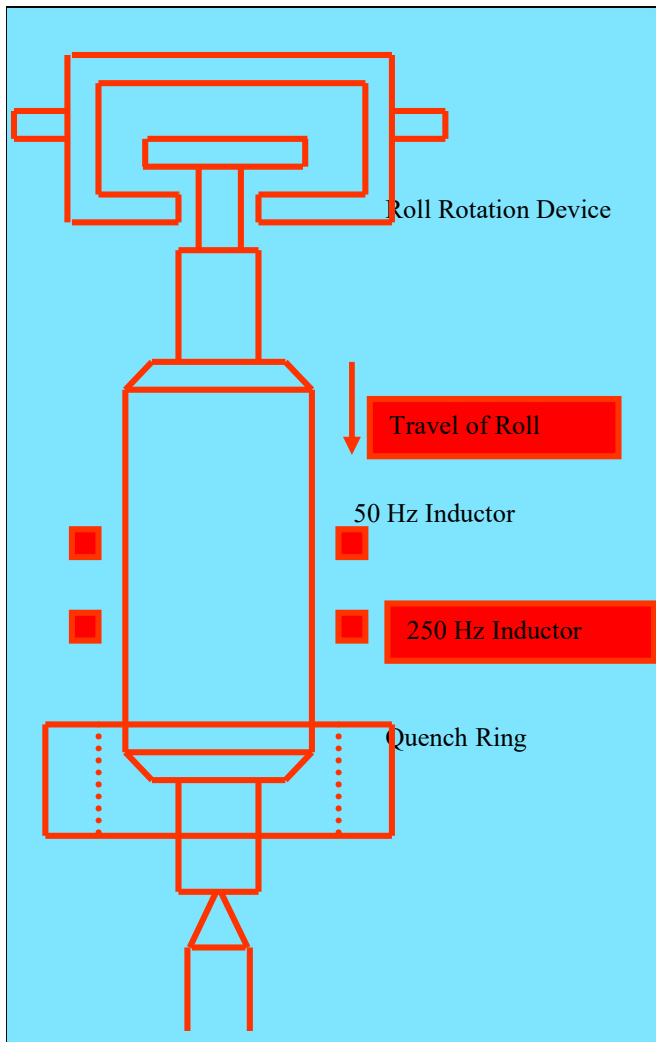 Roll Rotation Device
Travel of Roll
50 Hz Inductor
250 Hz Inductor
Quench Ring